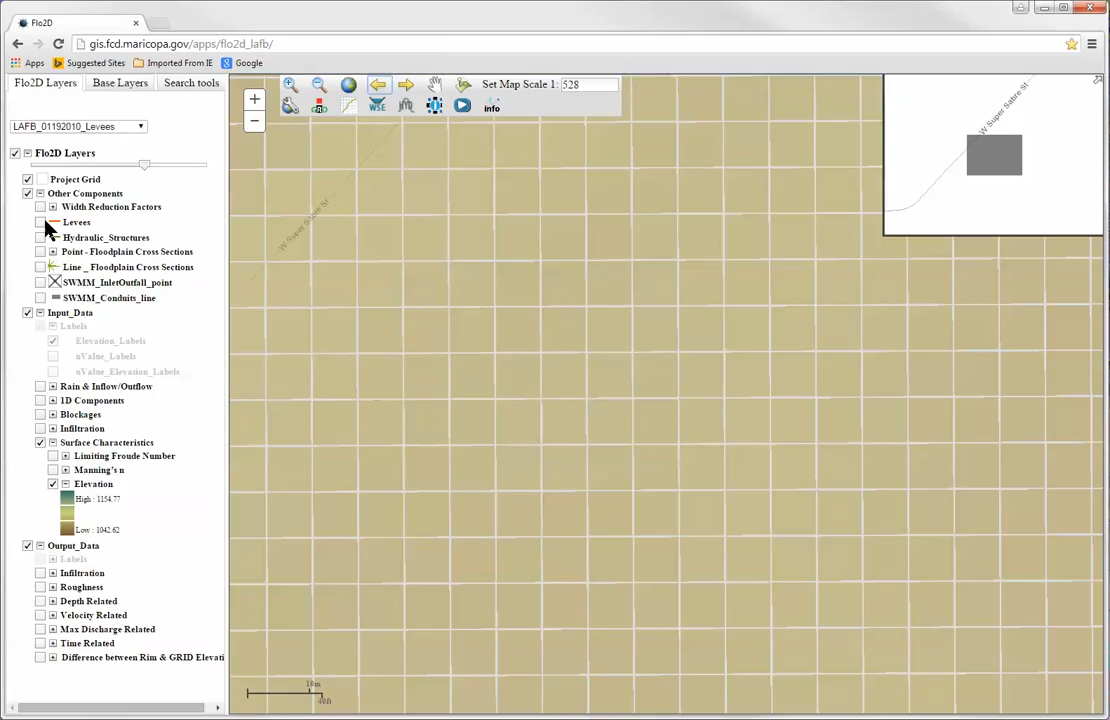 Flo2D
gis.fcd.maricopa.gov/apps/flo2d_lafb/
Apps Suggested Sites Imported From IE Google
Flo2D Layers Base Layers Search tools
Set Map Scale 1: 528
WSE HYD info
LAFB_01192010_Levees
Flo2D Layers
Project Grid
Other Components
Width Reduction Factors
Levees
Hydraulic_Structures
Point - Floodplain Cross Sections
Line _ Floodplain Cross Sections
SWMM_InletOutfall_point
SWMM_Conduits_line
Input_Data
Labels
Elevation_Labels
nValue_Labels
nValue_Elevation_Labels
Rain & Inflow/Outflow
1D Components
Blockages
Infiltration
Surface Characteristics
Limiting Froude Number
Manning's n
Elevation
High : 1154.77
Low : 1042.62
Output_Data
Labels
Infiltration
Roughness
Depth Related
Velocity Related
Max Discharge Related
Time Related
Difference between Rim & GRID Elevati
W Super Sabre St
W Super Sabre St
10m
40ft